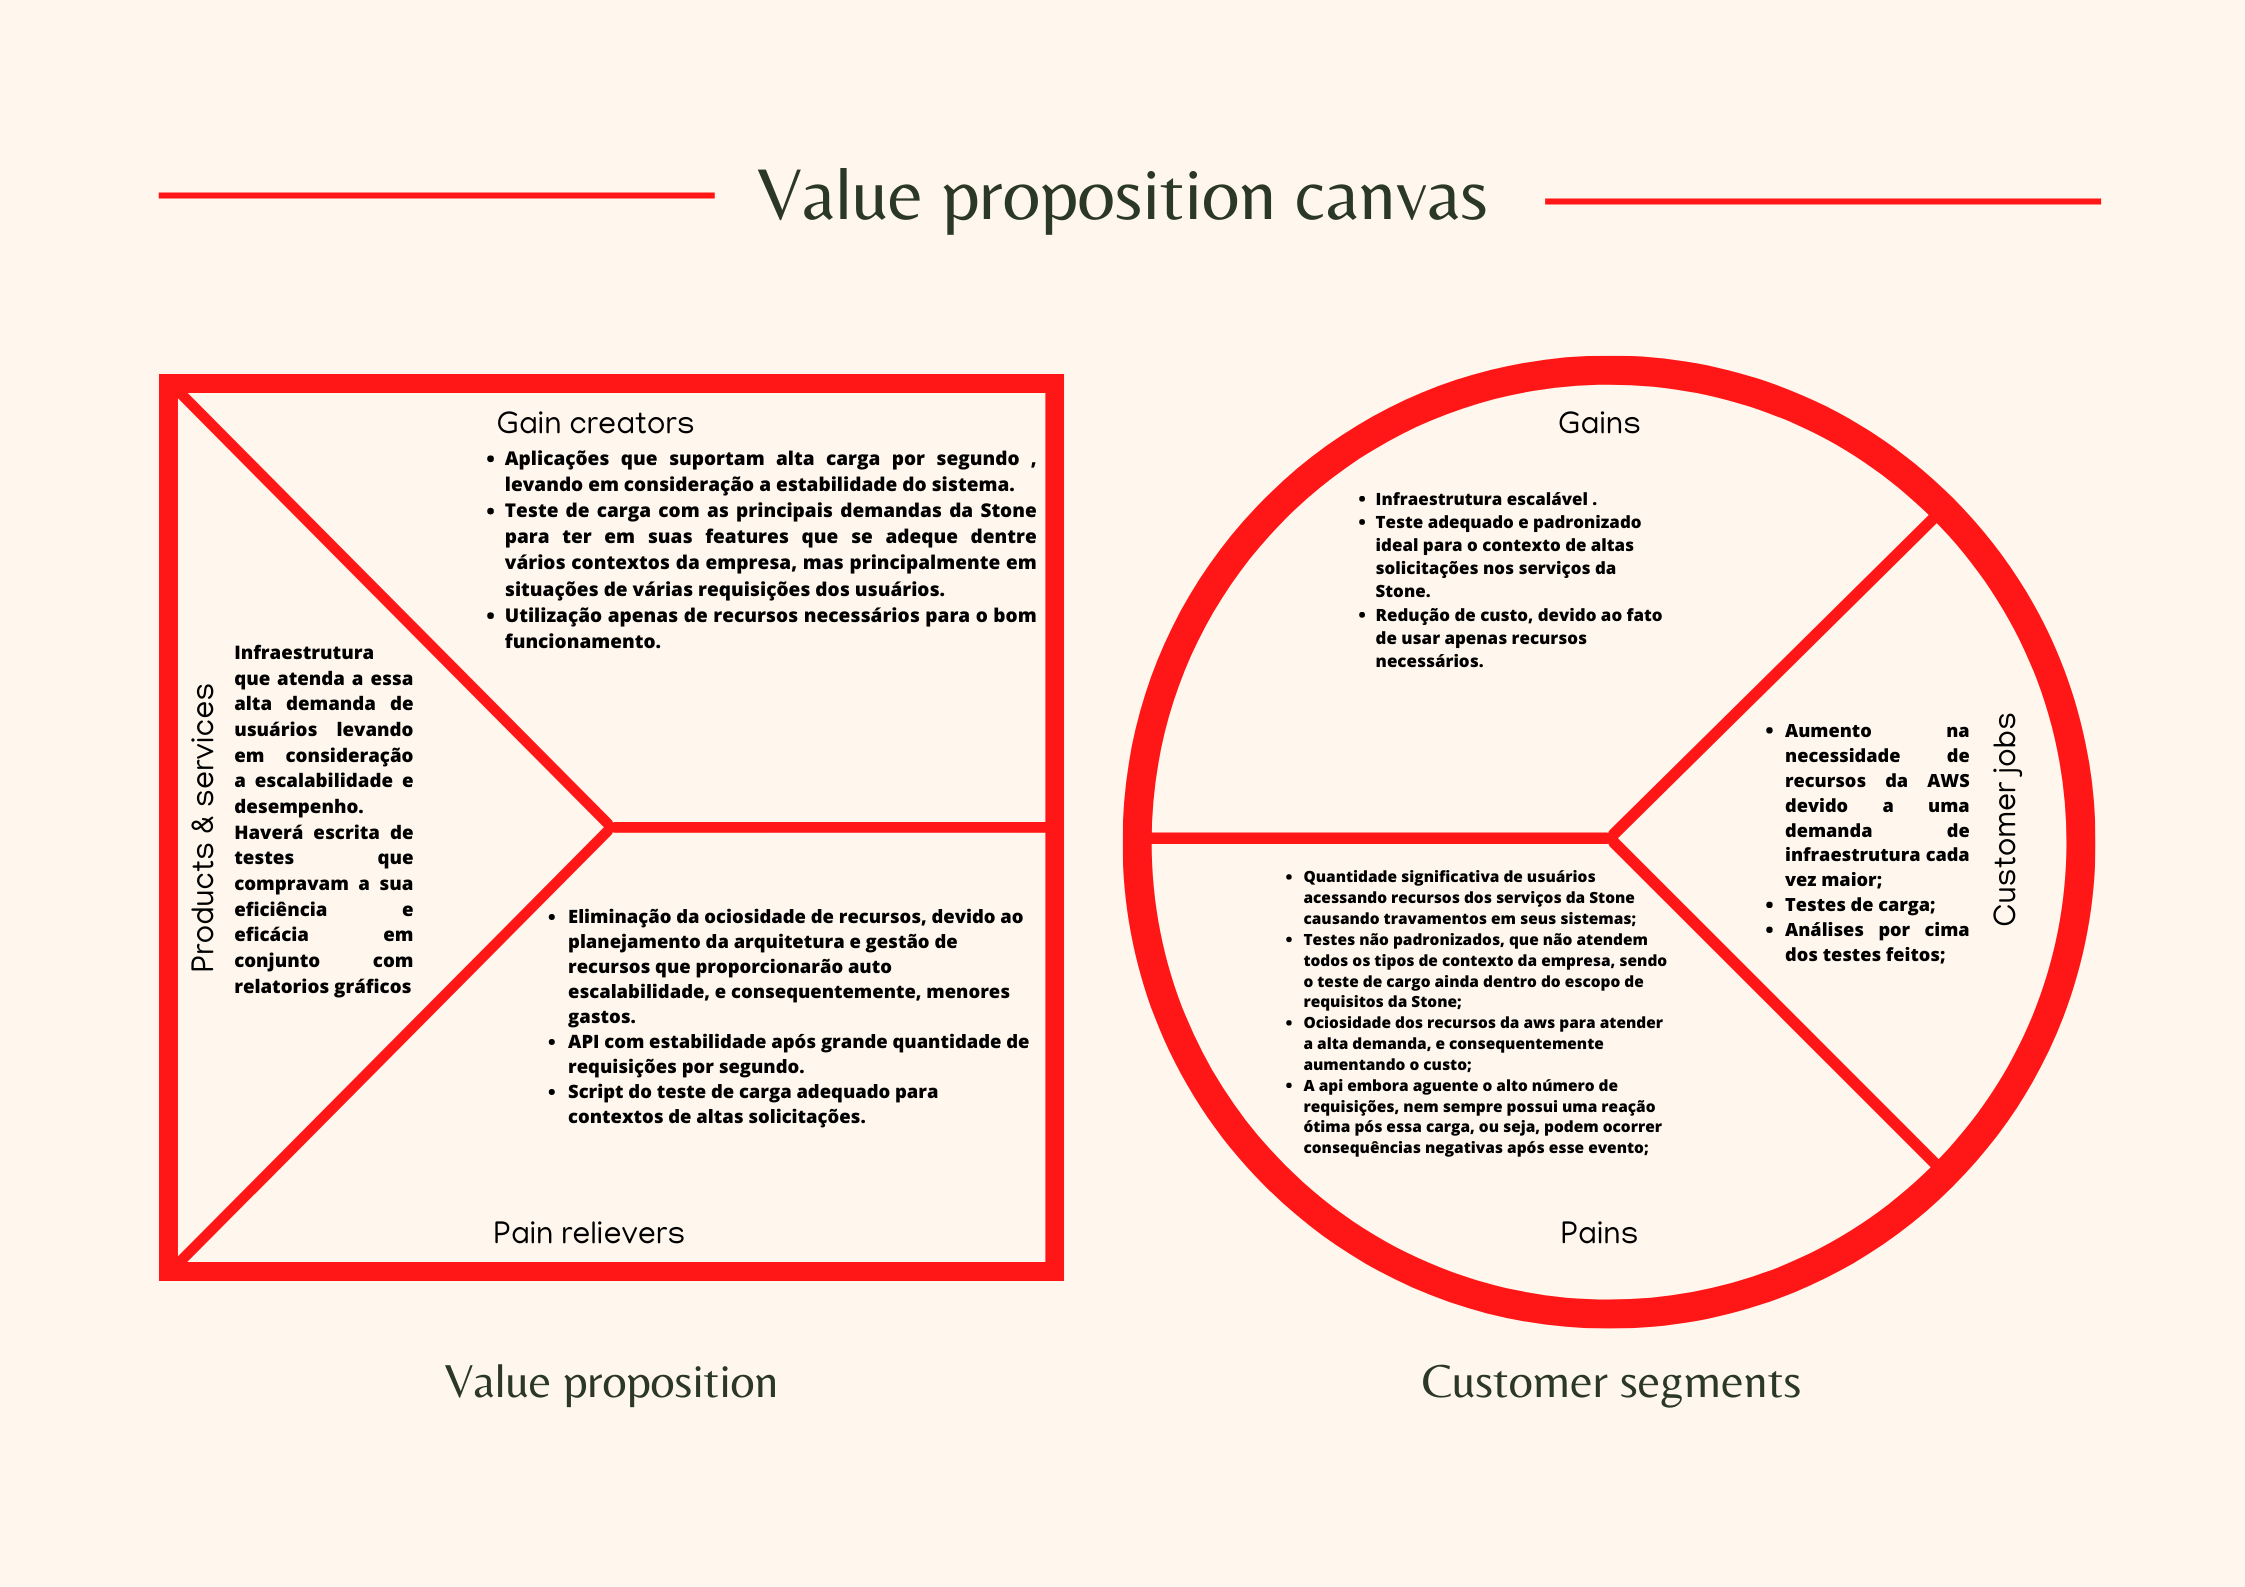 Value proposition canvas
Gain creators
Aplicações que suportam alta carga por segundo ,
levando em consideração a estabilidade do sistema.
Teste de carga com as principais demandas da Stone
para ter em suas features que se adeque dentre
vários contextos da empresa, mas principalmente em
situações de várias requisições dos usuários.
Utilização apenas de recursos necessários para o bom
funcionamento.
Products & services
Infraestrutura
que atenda a essa
alta demanda de
usuários levando
em consideração
a escalabilidade e
desempenho.
Haverá escrita de
testes que
compravam a sua
eficiência e
eficácia em
conjunto com
relatorios gráficos
Eliminação da ociosidade de recursos, devido ao
planejamento da arquitetura e gestão de
recursos que proporcionarão auto
escalabilidade, e consequentemente, menores
gastos.
API com estabilidade após grande quantidade de
requisições por segundo.
Script do teste de carga adequado para
contextos de altas solicitações.
Pain relievers
Value proposition
Gains
Infraestrutura escalável .
Teste adequado e padronizado
ideal para o contexto de altas
solicitações nos serviços da
Stone.
Redução de custo, devido ao fato
de usar apenas recursos
necessários.
Aumento na
necessidade de
recursos da AWS
devido a uma
demanda de
infraestrutura cada
vez maior;
Testes de carga;
Análises por cima
dos testes feitos;
Customer jobs
Quantidade significativa de usuários
acessando recursos dos serviços da Stone
causando travamentos em seus sistemas;
Testes não padronizados, que não atendem
todos os tipos de contexto da empresa, sendo
o teste de cargo ainda dentro do escopo de
requisitos da Stone;
Ociosidade dos recursos da aws para atender
a alta demanda, e consequentemente
aumentando o custo;
A api embora aguente o alto número de
requisições, nem sempre possui uma reação
ótima pós essa carga, ou seja, podem ocorrer
consequências negativas após esse evento;
Pains
Customer segments